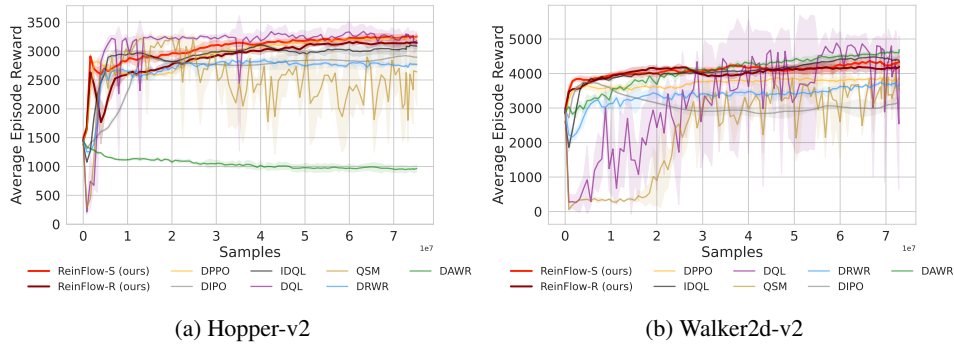 Average Episode Reward
3500
3000
2500
2000
1500
1000
500
0
0 1 2 3 4 5 6 7
1e7
Samples
ReinFlow-S (ours) DPPO IDQL QSM DAWR
ReinFlow-R (ours) DIPO DQL DRWR
(a) Hopper-v2
Average Episode Reward
5000
4000
3000
2000
1000
0
0 1 2 3 4 5 6 7
1e7
Samples
ReinFlow-S (ours) DPPO DQL DRWR DAWR
ReinFlow-R (ours) IDQL QSM DIPO
(b) Walker2d-v2